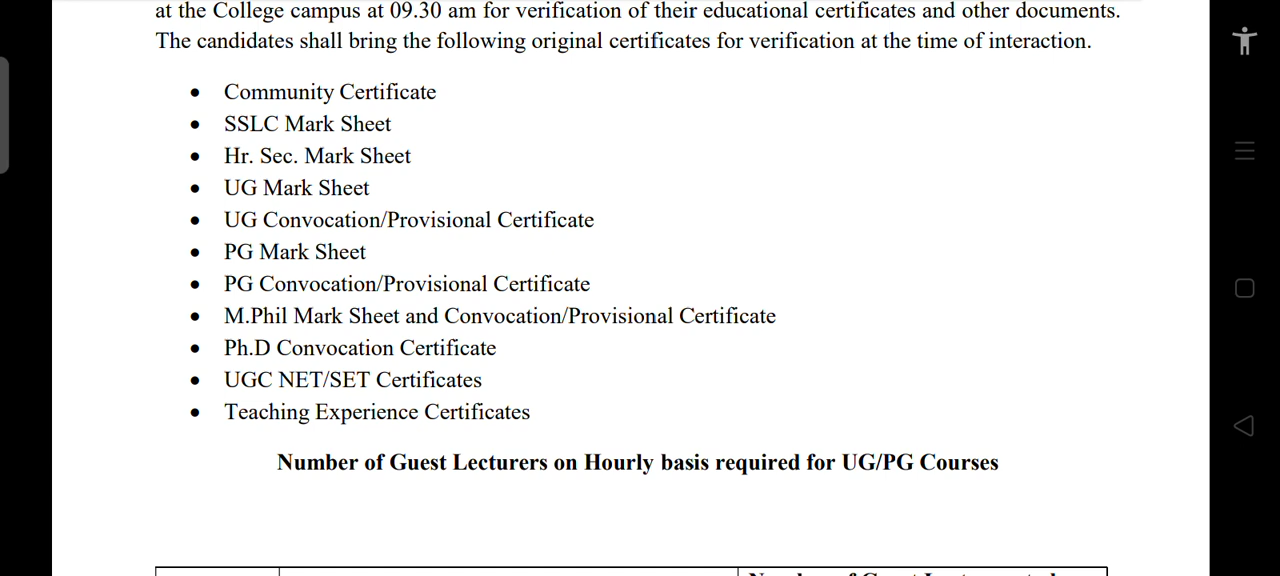 at the College campus at 09.30 am for verification of their educational certificates and other documents.
The candidates shall bring the following original certificates for verification at the time of interaction.
• Community Certificate
• SSLC Mark Sheet
• Hr. Sec. Mark Sheet
• UG Mark Sheet
• UG Convocation/Provisional Certificate
• PG Mark Sheet
• PG Convocation/Provisional Certificate
• M.Phil Mark Sheet and Convocation/Provisional Certificate
• Ph.D Convocation Certificate
• UGC NET/SET Certificates
• Teaching Experience Certificates
Number of Guest Lecturers on Hourly basis required for UG/PG Courses